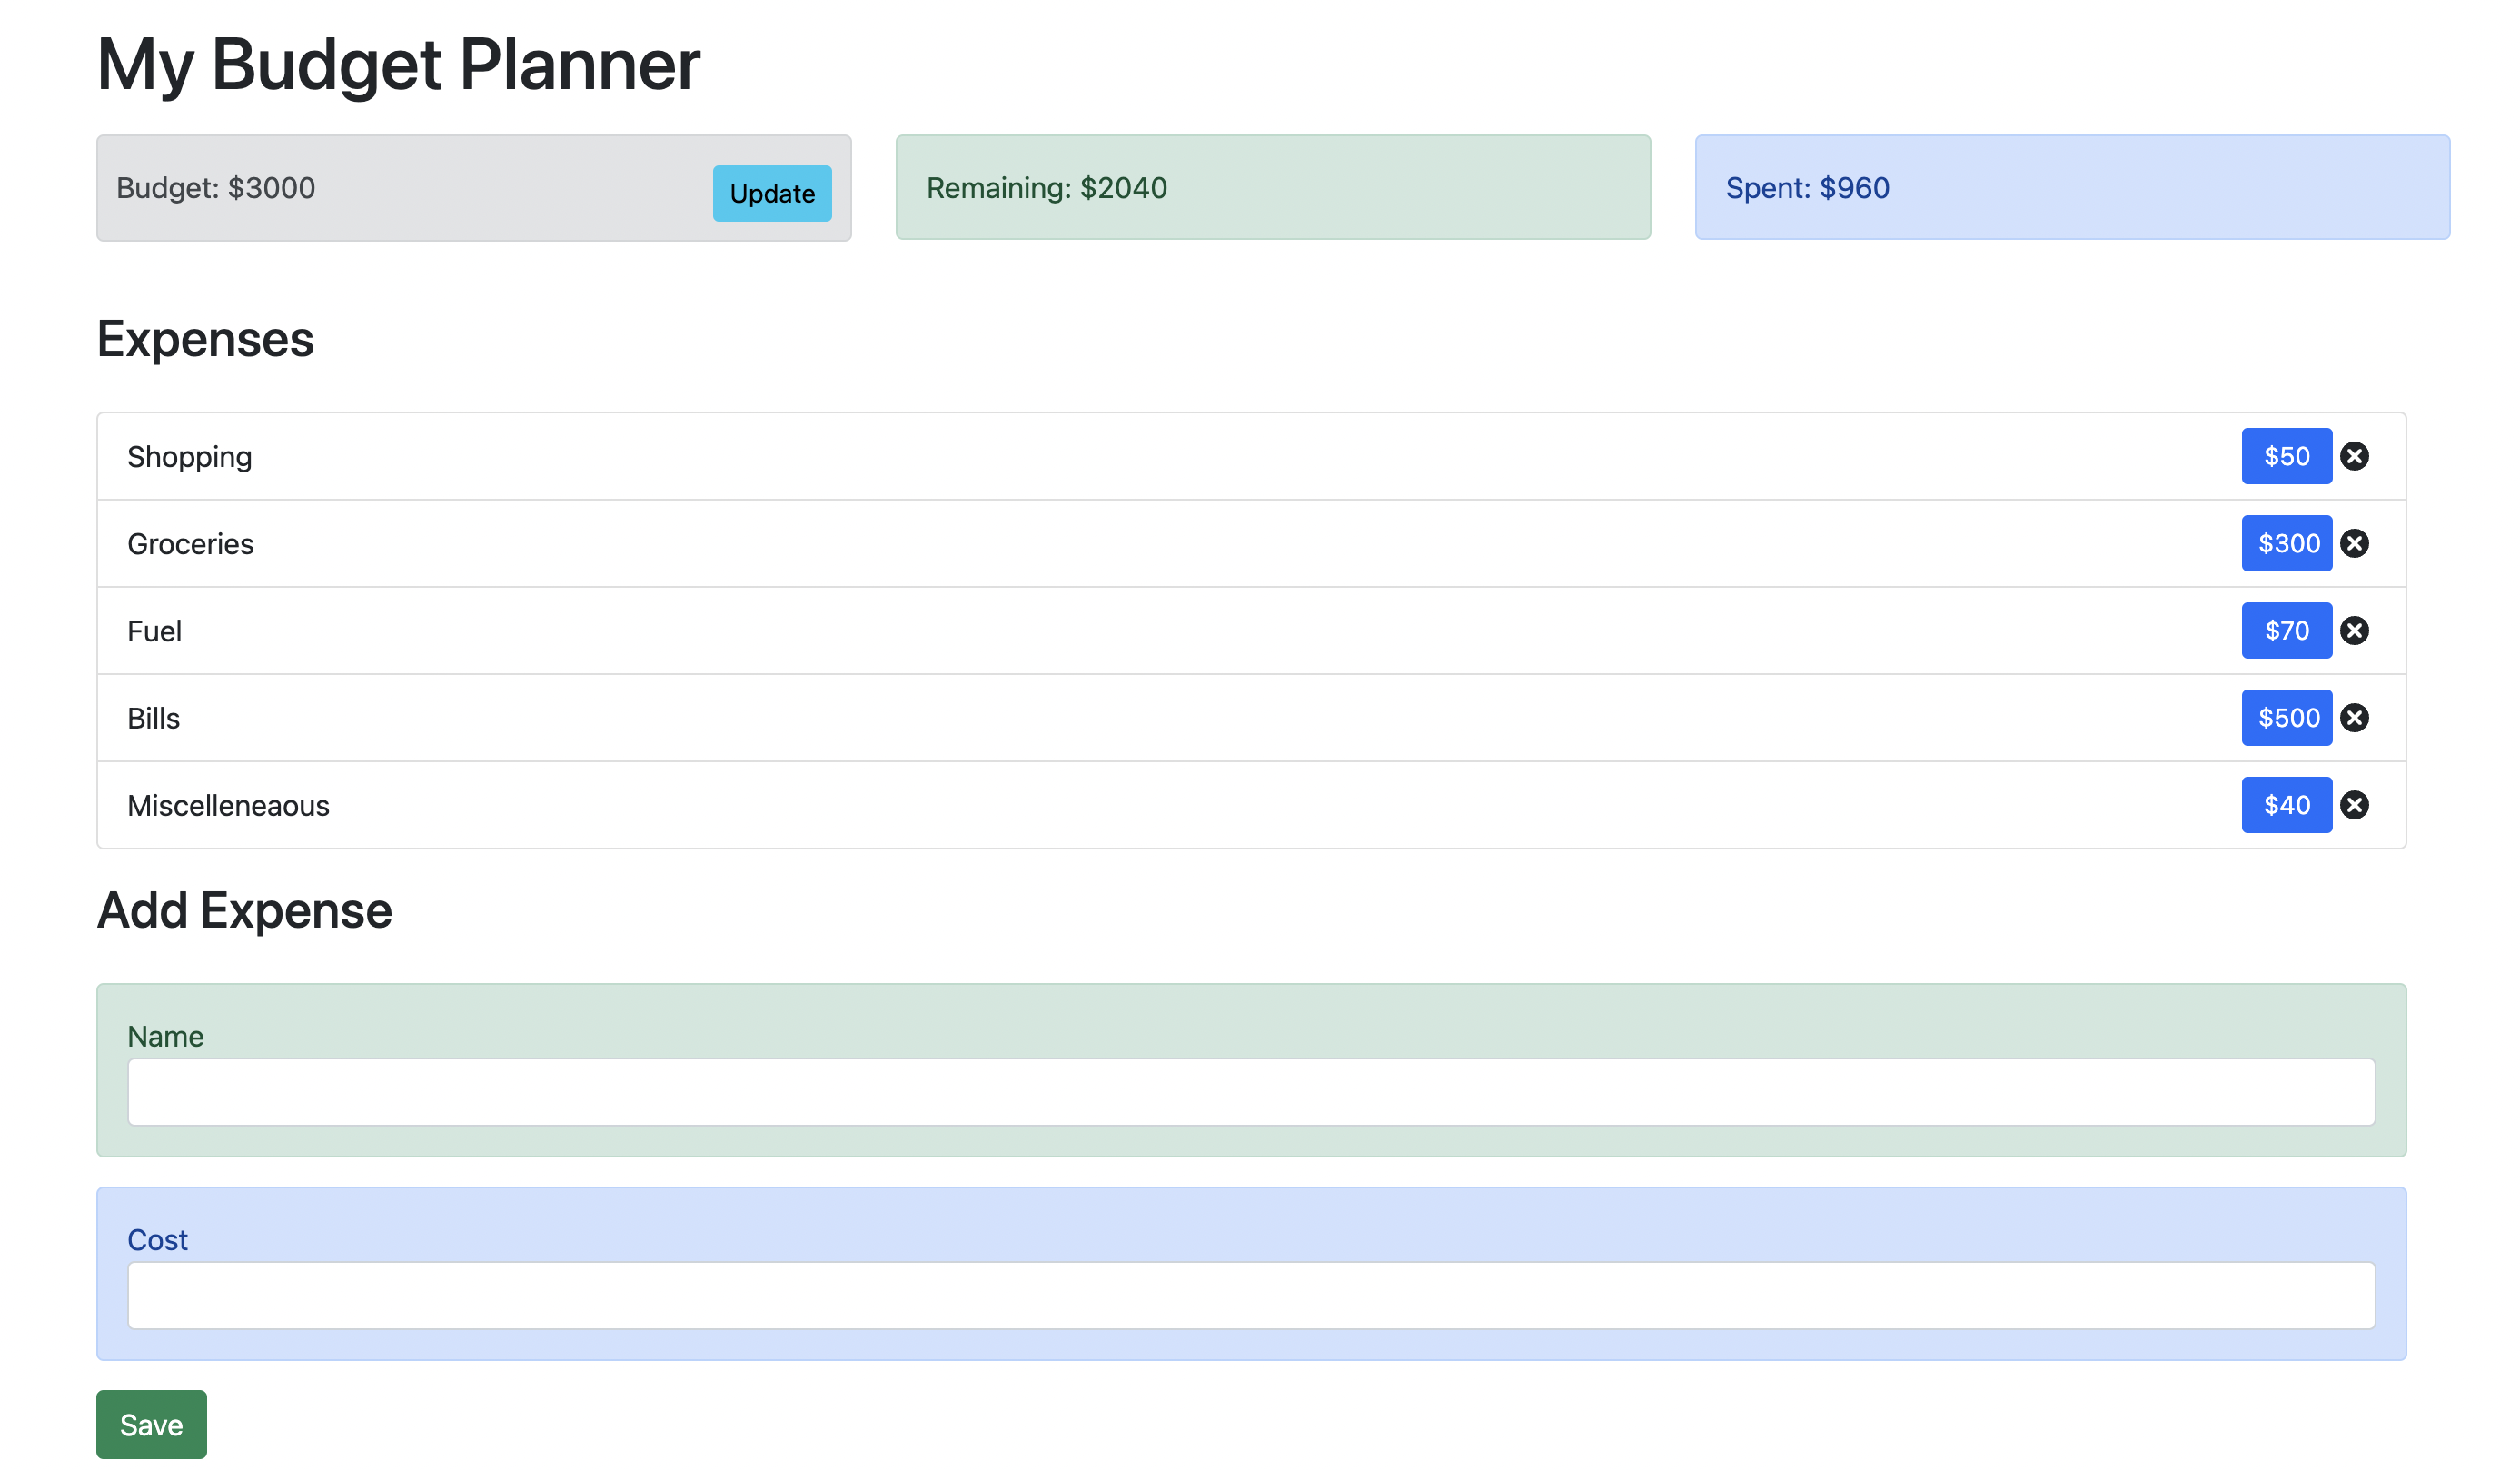 My Budget Planner
Budget: $3000 Update Remaining: $2040 Spent: $960
Expenses
Shopping $50
Groceries $300
Fuel $70
Bills $500
Miscelleneaous $40
Add Expense
Name
Cost
Save